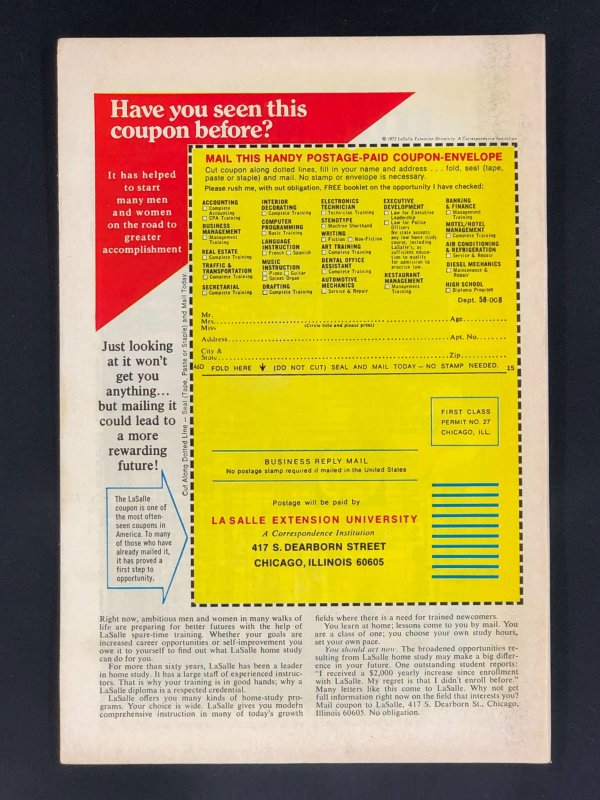 Have you seen this
coupon before?
© 1972 LaSalle Extension University, A Correspondence Institution
It has helped
to start
many men
and women
on the road to
greater
accomplishment
MAIL THIS HANDY POSTAGE-PAID COUPON-ENVELOPE
Cut coupon along dotted lines, fill in your name and address . . . fold, seal (tape,
paste or staple) and mail. No stamp or envelope is necessary.
Please rush me, with out obligation, FREE booklet on the opportunity I have checked:
ACCOUNTING
Complete
Accounting
CPA Training
BUSINESS
MANAGEMENT
Management
Training
REAL ESTATE
Complete Training
TRAFFIC &
TRANSPORTATION
Complete Training
SECRETARIAL
Complete Training
INTERIOR
DECORATING
Complete Training
COMPUTER
PROGRAMMING
Basic Training
LANGUAGE
INSTRUCTION
French Spanish
MUSIC
INSTRUCTION
Piano Guitar
Spinet Organ
DRAFTING
Complete Training
ELECTRONICS
TECHNICIAN
Technician Training
STENOTYPE
Machine Shorthand
WRITING
Fiction Non-Fiction
ART TRAINING
Complete Training
DENTAL OFFICE
ASSISTANT
Complete Training
AUTOMOTIVE
MECHANICS
Service & Repair
EXECUTIVE
DEVELOPMENT
Law for Executive
Leadership
Law for Police
Officers
No state accepts
any law home study
course, including
LaSalle's, as
sufficient educa-
tion to qualify
for admission to
practice law.
RESTAURANT
MANAGEMENT
Management
Training
BANKING
& FINANCE
Management
Training
MOTEL/HOTEL
MANAGEMENT
Complete Training
AIR CONDITIONING
& REFRIGERATION
Service & Repair
DIESEL MECHANICS
Maintenance &
Repair
HIGH SCHOOL
Diploma Program
Dept. 58-008
Mr.
Mrs.
Miss
(Circle title and please print)
Age
Address
Apt. No.
City &
State
Zip
46D FOLD HERE (DO NOT CUT) SEAL AND MAIL TODAY — NO STAMP NEEDED. 15
Cut Along Dotted Line — Seal (Tape, Paste or Staple) and Mail Today
Just looking
at it won't
get you
anything...
but mailing it
could lead to
a more
rewarding
future!
FIRST CLASS
PERMIT NO. 27
CHICAGO, ILL.
BUSINESS REPLY MAIL
No postage stamp required if mailed in the United States
Postage will be paid by
LA SALLE EXTENSION UNIVERSITY
A Correspondence Institution
417 S. DEARBORN STREET
CHICAGO, ILLINOIS 60605
The LaSalle
coupon is one of
the most often-
seen coupons in
America. To many
of those who have
already mailed it,
it has proved a
first step to
opportunity.
Right now, ambitious men and women in many walks of
life are preparing for better futures with the help of
LaSalle spare-time training. Whether your goals are
increased career opportunities or self-improvement you
owe it to yourself to find out what LaSalle home study
can do for you.
For more than sixty years, LaSalle has been a leader
in home study. It has a large staff of experienced instruc-
tors. That is why your training is in good hands; why a
LaSalle diploma is a respected credential.
LaSalle offers you many kinds of home-study pro-
grams. Your choice is wide. LaSalle gives you modern
comprehensive instruction in many of today's growth
fields where there is a need for trained newcomers.
You learn at home; lessons come to you by mail. You
are a class of one; you choose your own study hours,
set your own pace.
You should act now. The broadened opportunities re-
sulting from LaSalle home study may make a big differ-
ence in your future. One outstanding student reports:
"I received a $2,000 yearly increase since enrollment
with LaSalle. My regret is that I didn't enroll before."
Many letters like this come to LaSalle. Why not get
full information right now on the field that interests you?
Mail coupon to LaSalle, 417 S. Dearborn St., Chicago,
Illinois 60605. No obligation.